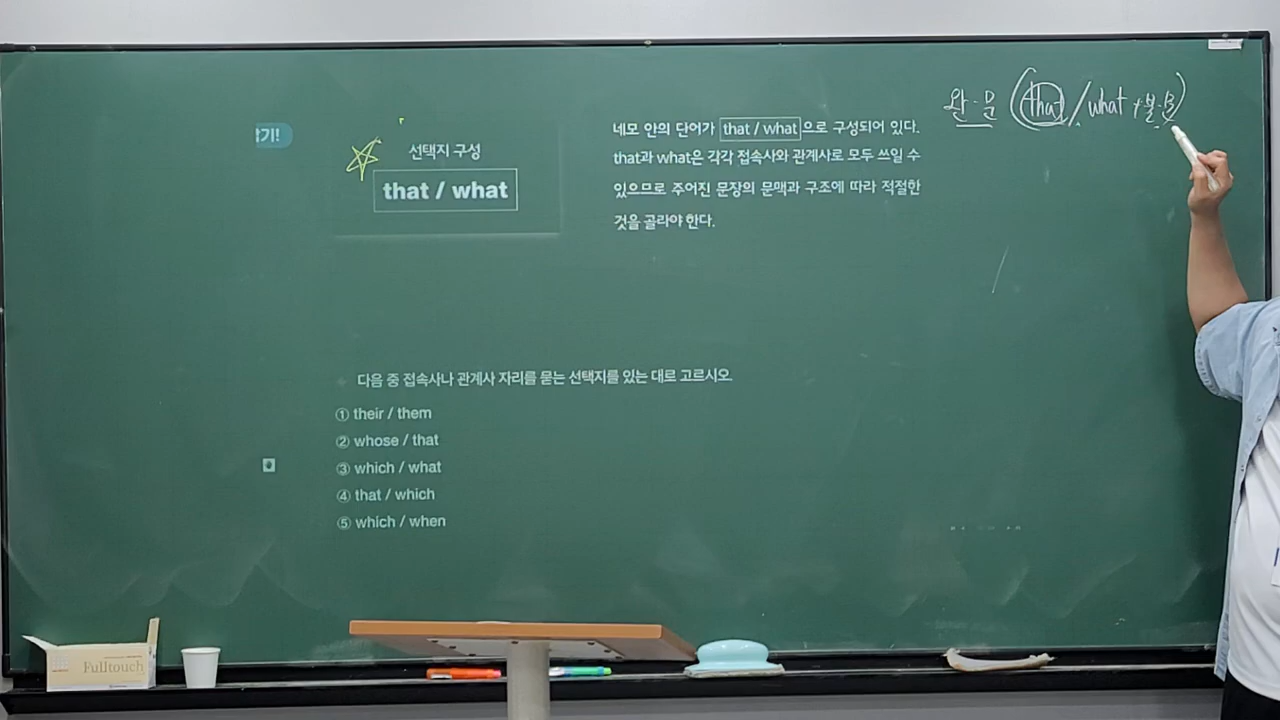 기!
선택지 구성
that / what
네모 안의 단어가 that / what 으로 구성되어 있다.
that과 what은 각각 접속사와 관계사로 모두 쓰일 수
있으므로 주어진 문장의 문맥과 구조에 따라 적절한
것을 골라야 한다.
완·문 (that / what + 불·문)
다음 중 접속사나 관계사 자리를 묻는 선택지를 있는 대로 고르시오.
① their / them
② whose / that
③ which / what
④ that / which
⑤ which / when
Fulltouch